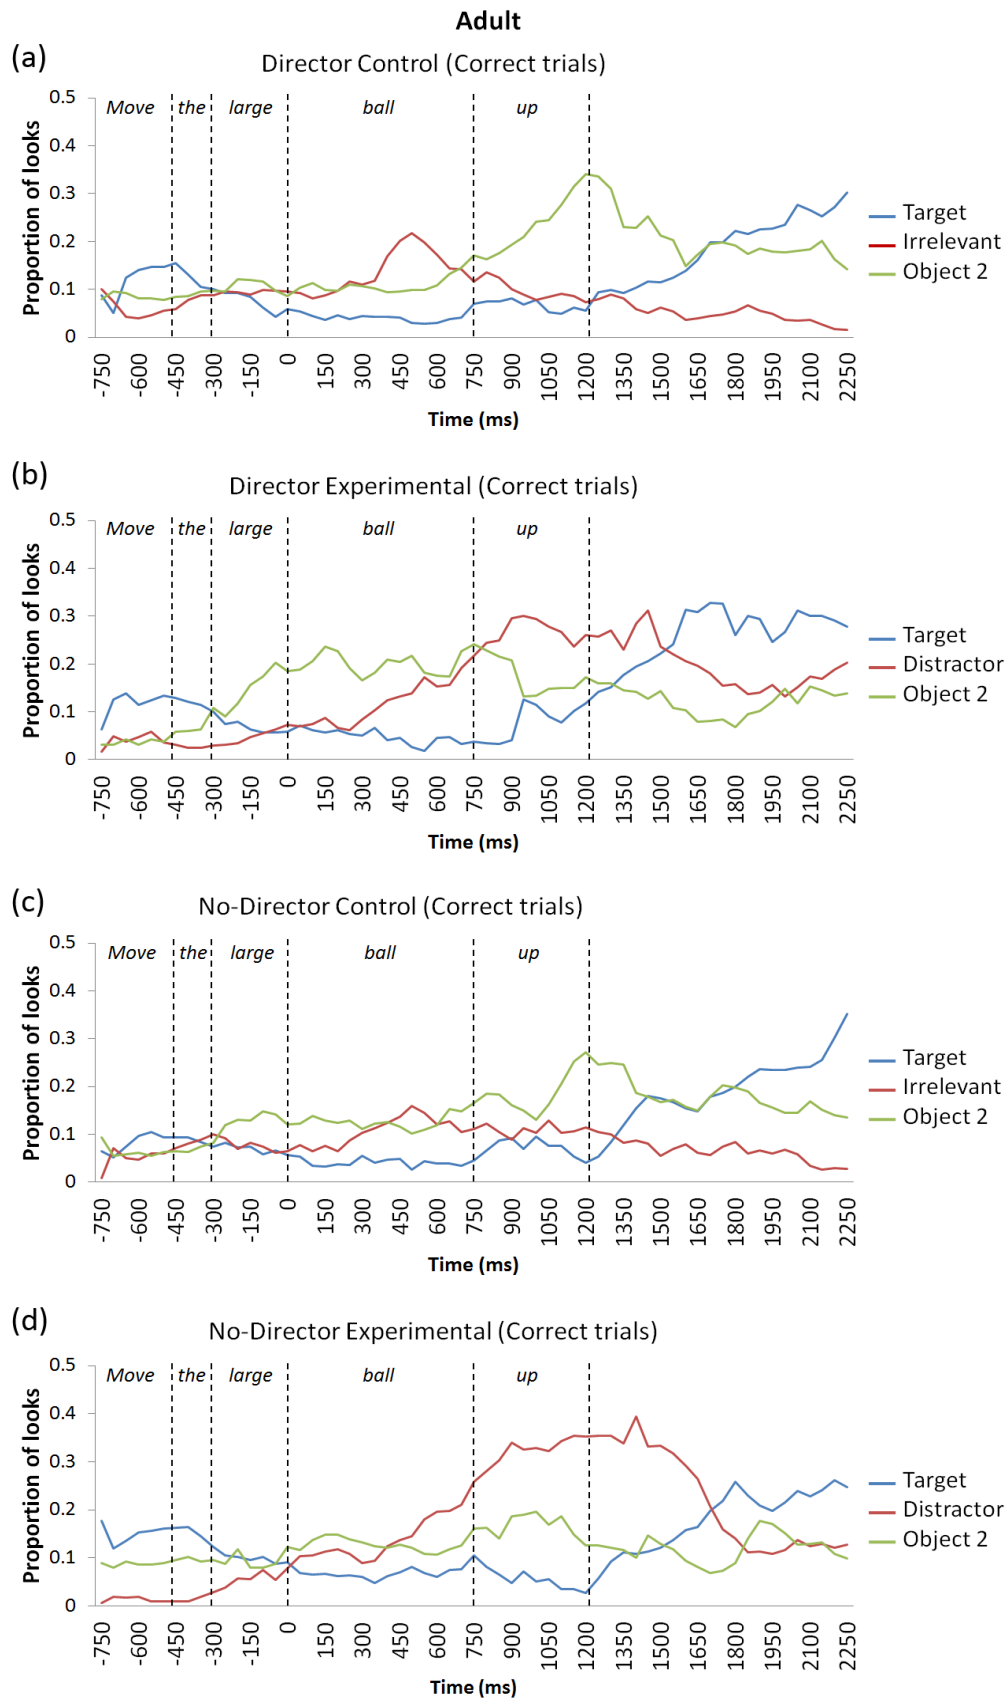 Adult
(a)
Director Control (Correct trials)
Proportion of looks
0.5
0.4
0.3
0.2
0.1
0
Move the large ball up
Target
Irrelevant
Object 2
-750 -600 -450 -300 -150 0 150 300 450 600 750 900 1050 1200 1350 1500 1650 1800 1950 2100 2250
Time (ms)
(b)
Director Experimental (Correct trials)
Proportion of looks
0.5
0.4
0.3
0.2
0.1
0
Move the large ball up
Target
Distractor
Object 2
-750 -600 -450 -300 -150 0 150 300 450 600 750 900 1050 1200 1350 1500 1650 1800 1950 2100 2250
Time (ms)
(c)
No-Director Control (Correct trials)
Proportion of looks
0.5
0.4
0.3
0.2
0.1
0
Move the large ball up
Target
Irrelevant
Object 2
-750 -600 -450 -300 -150 0 150 300 450 600 750 900 1050 1200 1350 1500 1650 1800 1950 2100 2250
Time (ms)
(d)
No-Director Experimental (Correct trials)
Proportion of looks
0.5
0.4
0.3
0.2
0.1
0
Move the large ball up
Target
Distractor
Object 2
-750 -600 -450 -300 -150 0 150 300 450 600 750 900 1050 1200 1350 1500 1650 1800 1950 2100 2250
Time (ms)